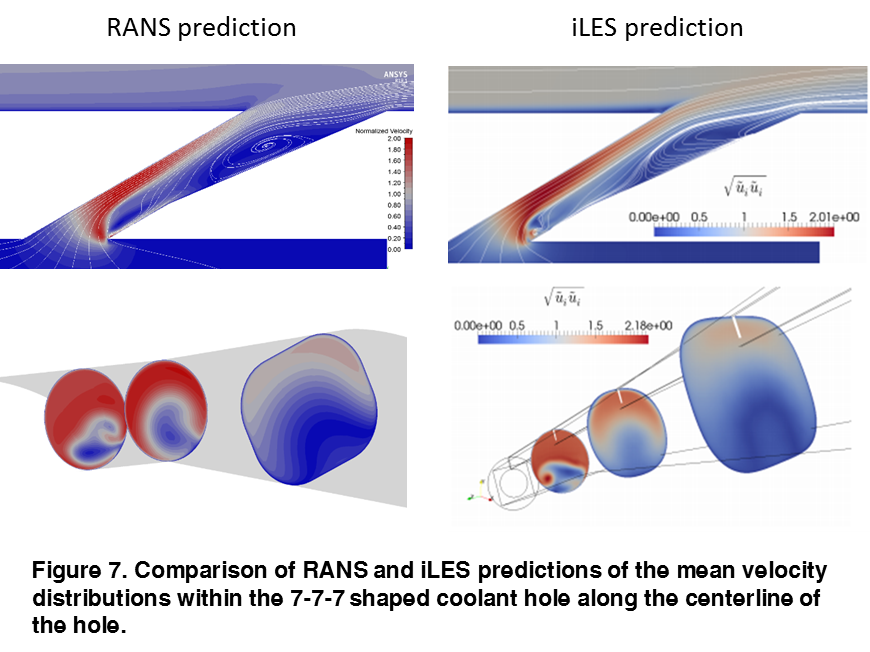 RANS prediction
iLES prediction
ANSYS
Normalized Velocity
2.00
1.80
1.60
1.40
1.20
1.00
0.80
0.60
0.40
0.20
0.00
√ũᵢũᵢ
0.00e+00 0.5 1 1.5 2.01e+00
√ũᵢũᵢ
0.00e+00 0.5 1 1.5 2.18e+00
Figure 7. Comparison of RANS and iLES predictions of the mean velocity
distributions within the 7-7-7 shaped coolant hole along the centerline of
the hole.